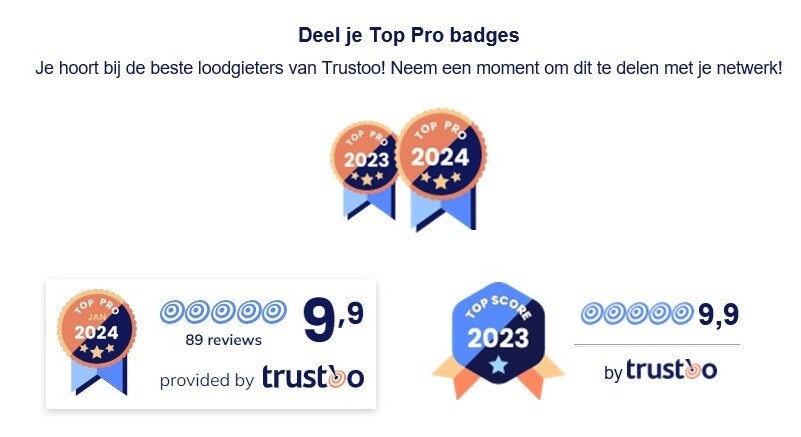 Deel je Top Pro badges
Je hoort bij de beste loodgieters van Trustoo! Neem een moment om dit te delen met je netwerk!
TOP PRO
2023
TOP PRO
2024
TOP PRO
JAN
2024
9,9
89 reviews
provided by trustoo
TOP SCORE
2023
9,9
by trustoo